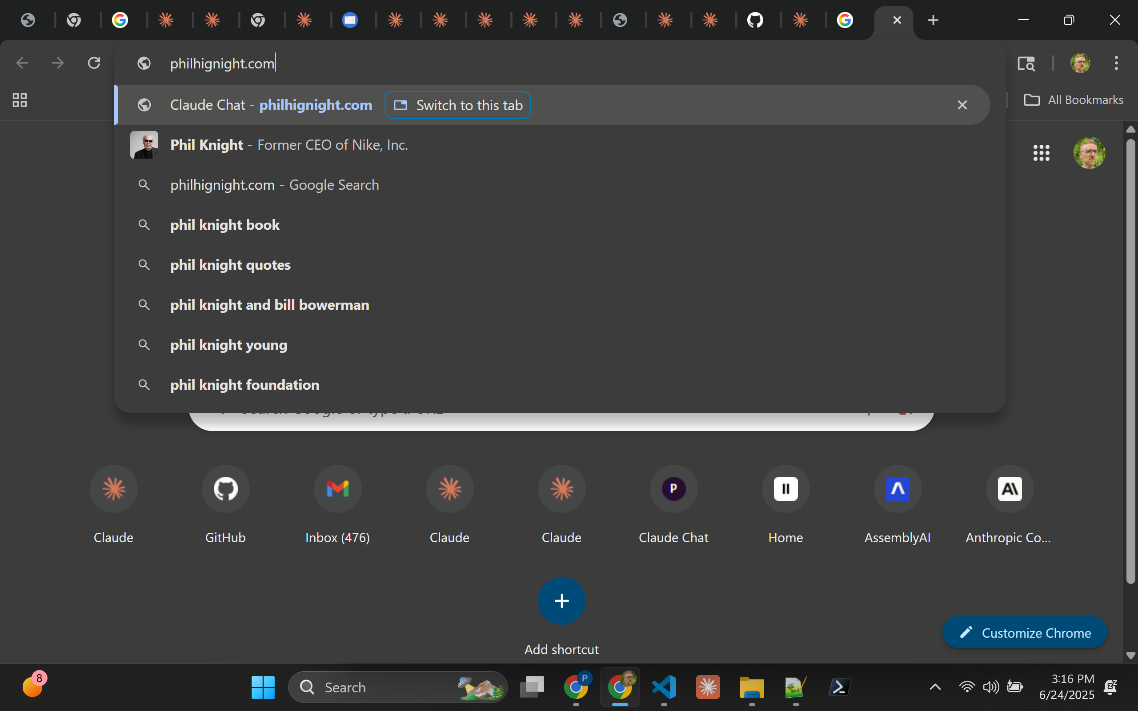 philhignight.com
Claude Chat - philhignight.com Switch to this tab
All Bookmarks
Phil Knight - Former CEO of Nike, Inc.
philhignight.com - Google Search
phil knight book
phil knight quotes
phil knight and bill bowerman
phil knight young
phil knight foundation
P
Claude
GitHub
Inbox (476)
Claude
Claude
Claude Chat
Home
AssemblyAI
Anthropic Co...
Add shortcut
Customize Chrome
8
Search
P
3:16 PM
6/24/2025